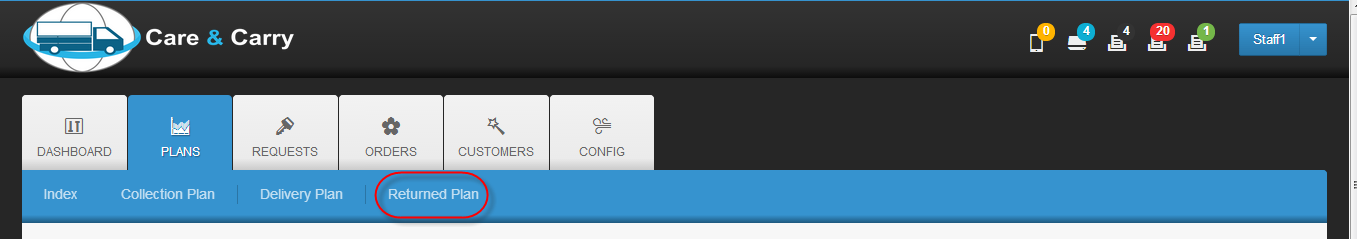 Care & Carry
0 4 4 20 1 Staff1
DASHBOARD PLANS REQUESTS ORDERS CUSTOMERS CONFIG
Index Collection Plan Delivery Plan Returned Plan